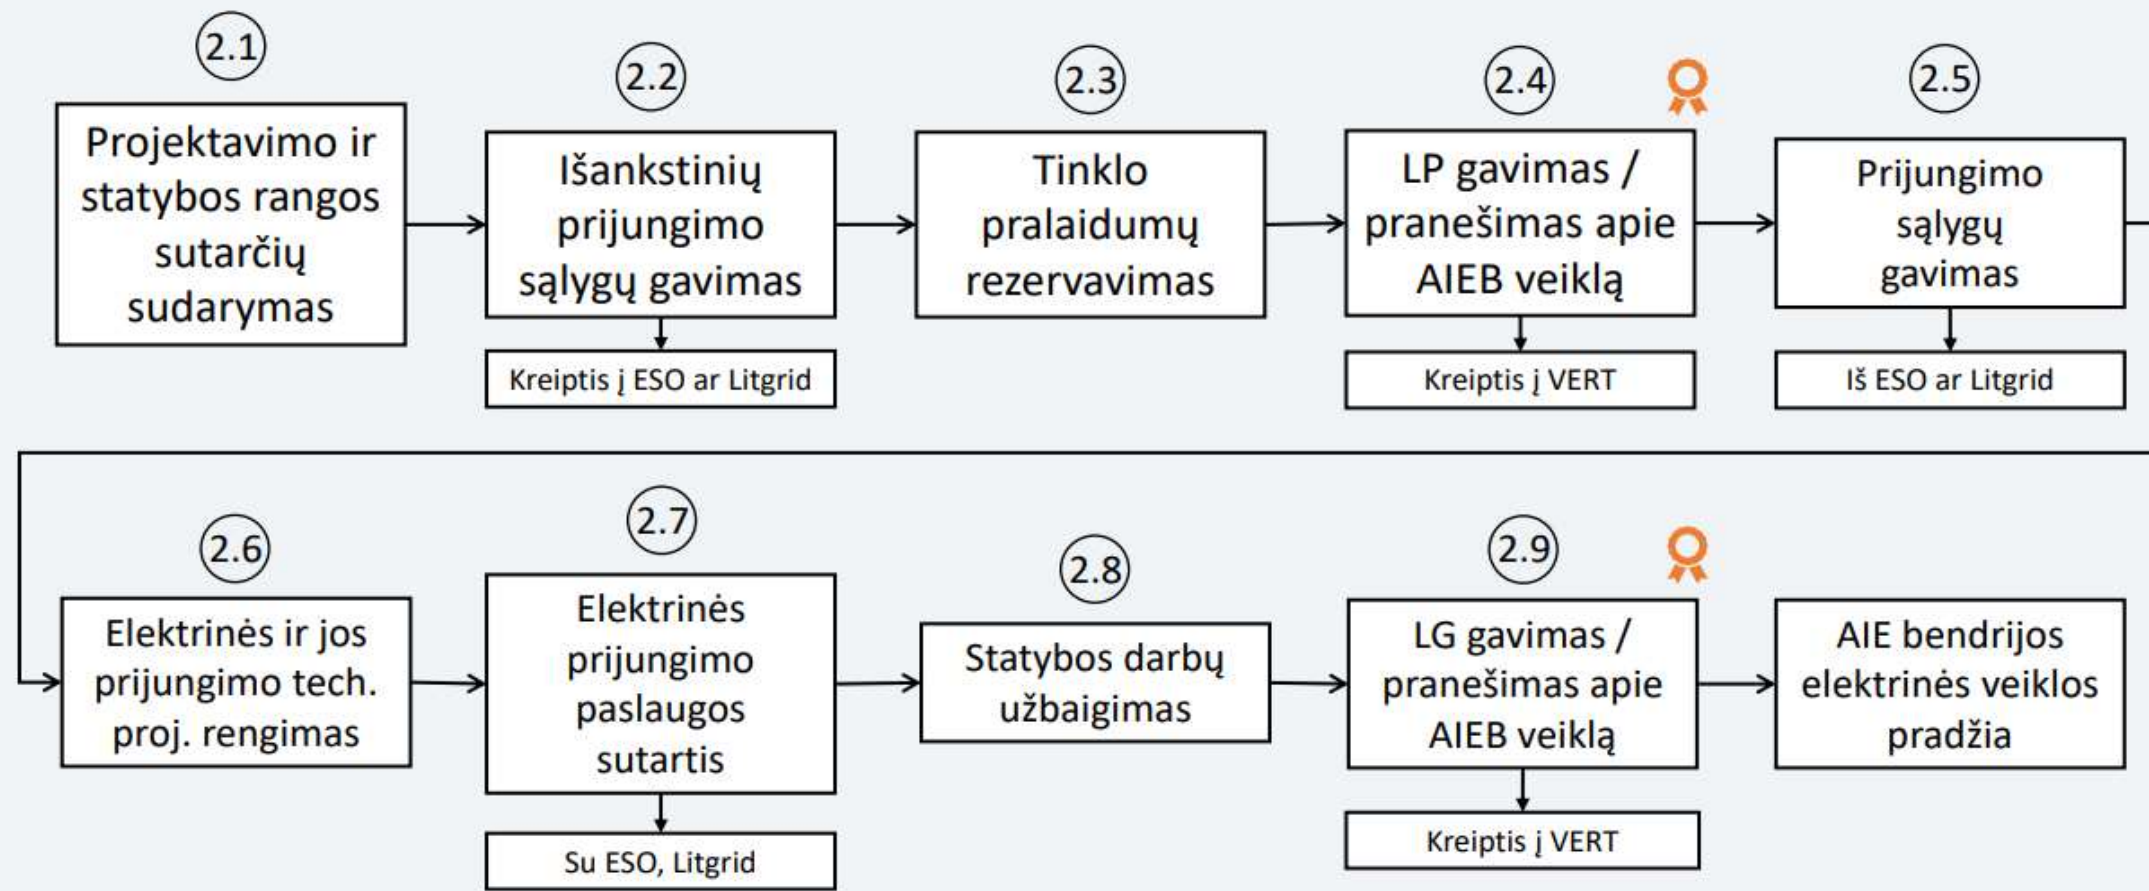 2.1
Projektavimo ir
statybos rangos
sutarčių
sudarymas
2.2
Išankstinių
prijungimo
sąlygų gavimas
Kreiptis į ESO ar Litgrid
2.3
Tinklo
pralaidumų
rezervavimas
2.4
LP gavimas /
pranešimas apie
AIEB veiklą
Kreiptis į VERT
2.5
Prijungimo
sąlygų
gavimas
Iš ESO ar Litgrid
2.6
Elektrinės ir jos
prijungimo tech.
proj. rengimas
2.7
Elektrinės
prijungimo
paslaugos
sutartis
Su ESO, Litgrid
2.8
Statybos darbų
užbaigimas
2.9
LG gavimas /
pranešimas apie
AIEB veiklą
Kreiptis į VERT
AIE bendrijos
elektrinės veiklos
pradžia